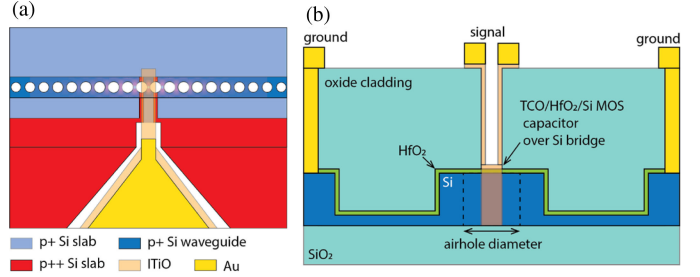 (a)
p+ Si slab
p+ Si waveguide
p++ Si slab
ITiO
Au
(b)
ground
signal
ground
oxide cladding
TCO/HfO₂/Si MOS
capacitor
over Si bridge
HfO₂
Si
airhole diameter
SiO₂